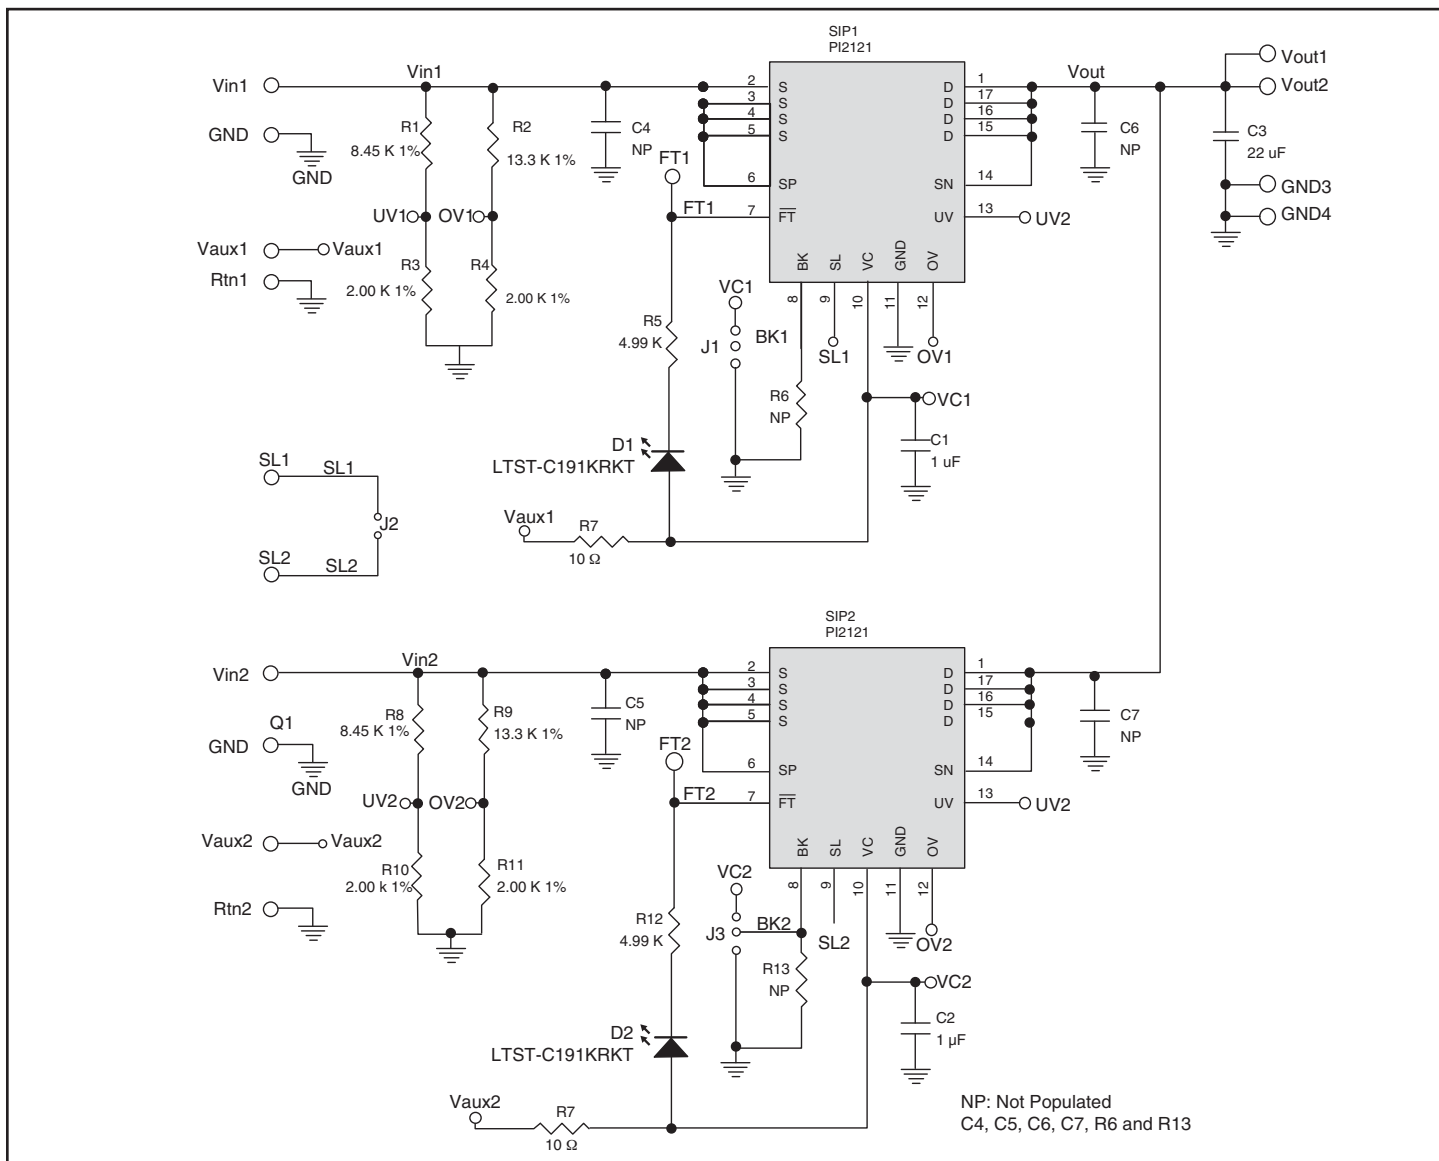 SIP1
PI2121
Vin1
Vin1
GND
GND
R1
8.45 K 1%
R2
13.3 K 1%
C4
NP
FT1
FT1
UV1
OV1
Vaux1
Vaux1
Rtn1
R3
2.00 K 1%
R4
2.00 K 1%
2 S
3 S
4 S
5 S
6 SP
7 FT
D 1
D 17
D 16
D 15
SN 14
UV 13
UV2
BK SL VC GND OV
8 9 10 11 12
Vout
C6
NP
Vout1
Vout2
C3
22 uF
GND3
GND4
VC1
J1
BK1
SL1
OV1
R5
4.99 K
R6
NP
VC1
C1
1 uF
D1
LTST-C191KRKT
Vaux1
R7
10 Ω
SL1
SL1
J2
SL2
SL2
SIP2
PI2121
Vin2
Vin2
Q1
GND
GND
R8
8.45 K 1%
R9
13.3 K 1%
C5
NP
FT2
FT2
UV2
OV2
Vaux2
Vaux2
Rtn2
R10
2.00 k 1%
R11
2.00 K 1%
2 S
3 S
4 S
5 S
6 SP
7 FT
D 1
D 17
D 16
D 15
SN 14
UV 13
UV2
BK SL VC GND OV
8 9 10 11 12
C7
NP
VC2
J3
BK2
SL2
OV2
R12
4.99 K
R13
NP
VC2
C2
1 µF
D2
LTST-C191KRKT
Vaux2
R7
10 Ω
NP: Not Populated
C4, C5, C6, C7, R6 and R13